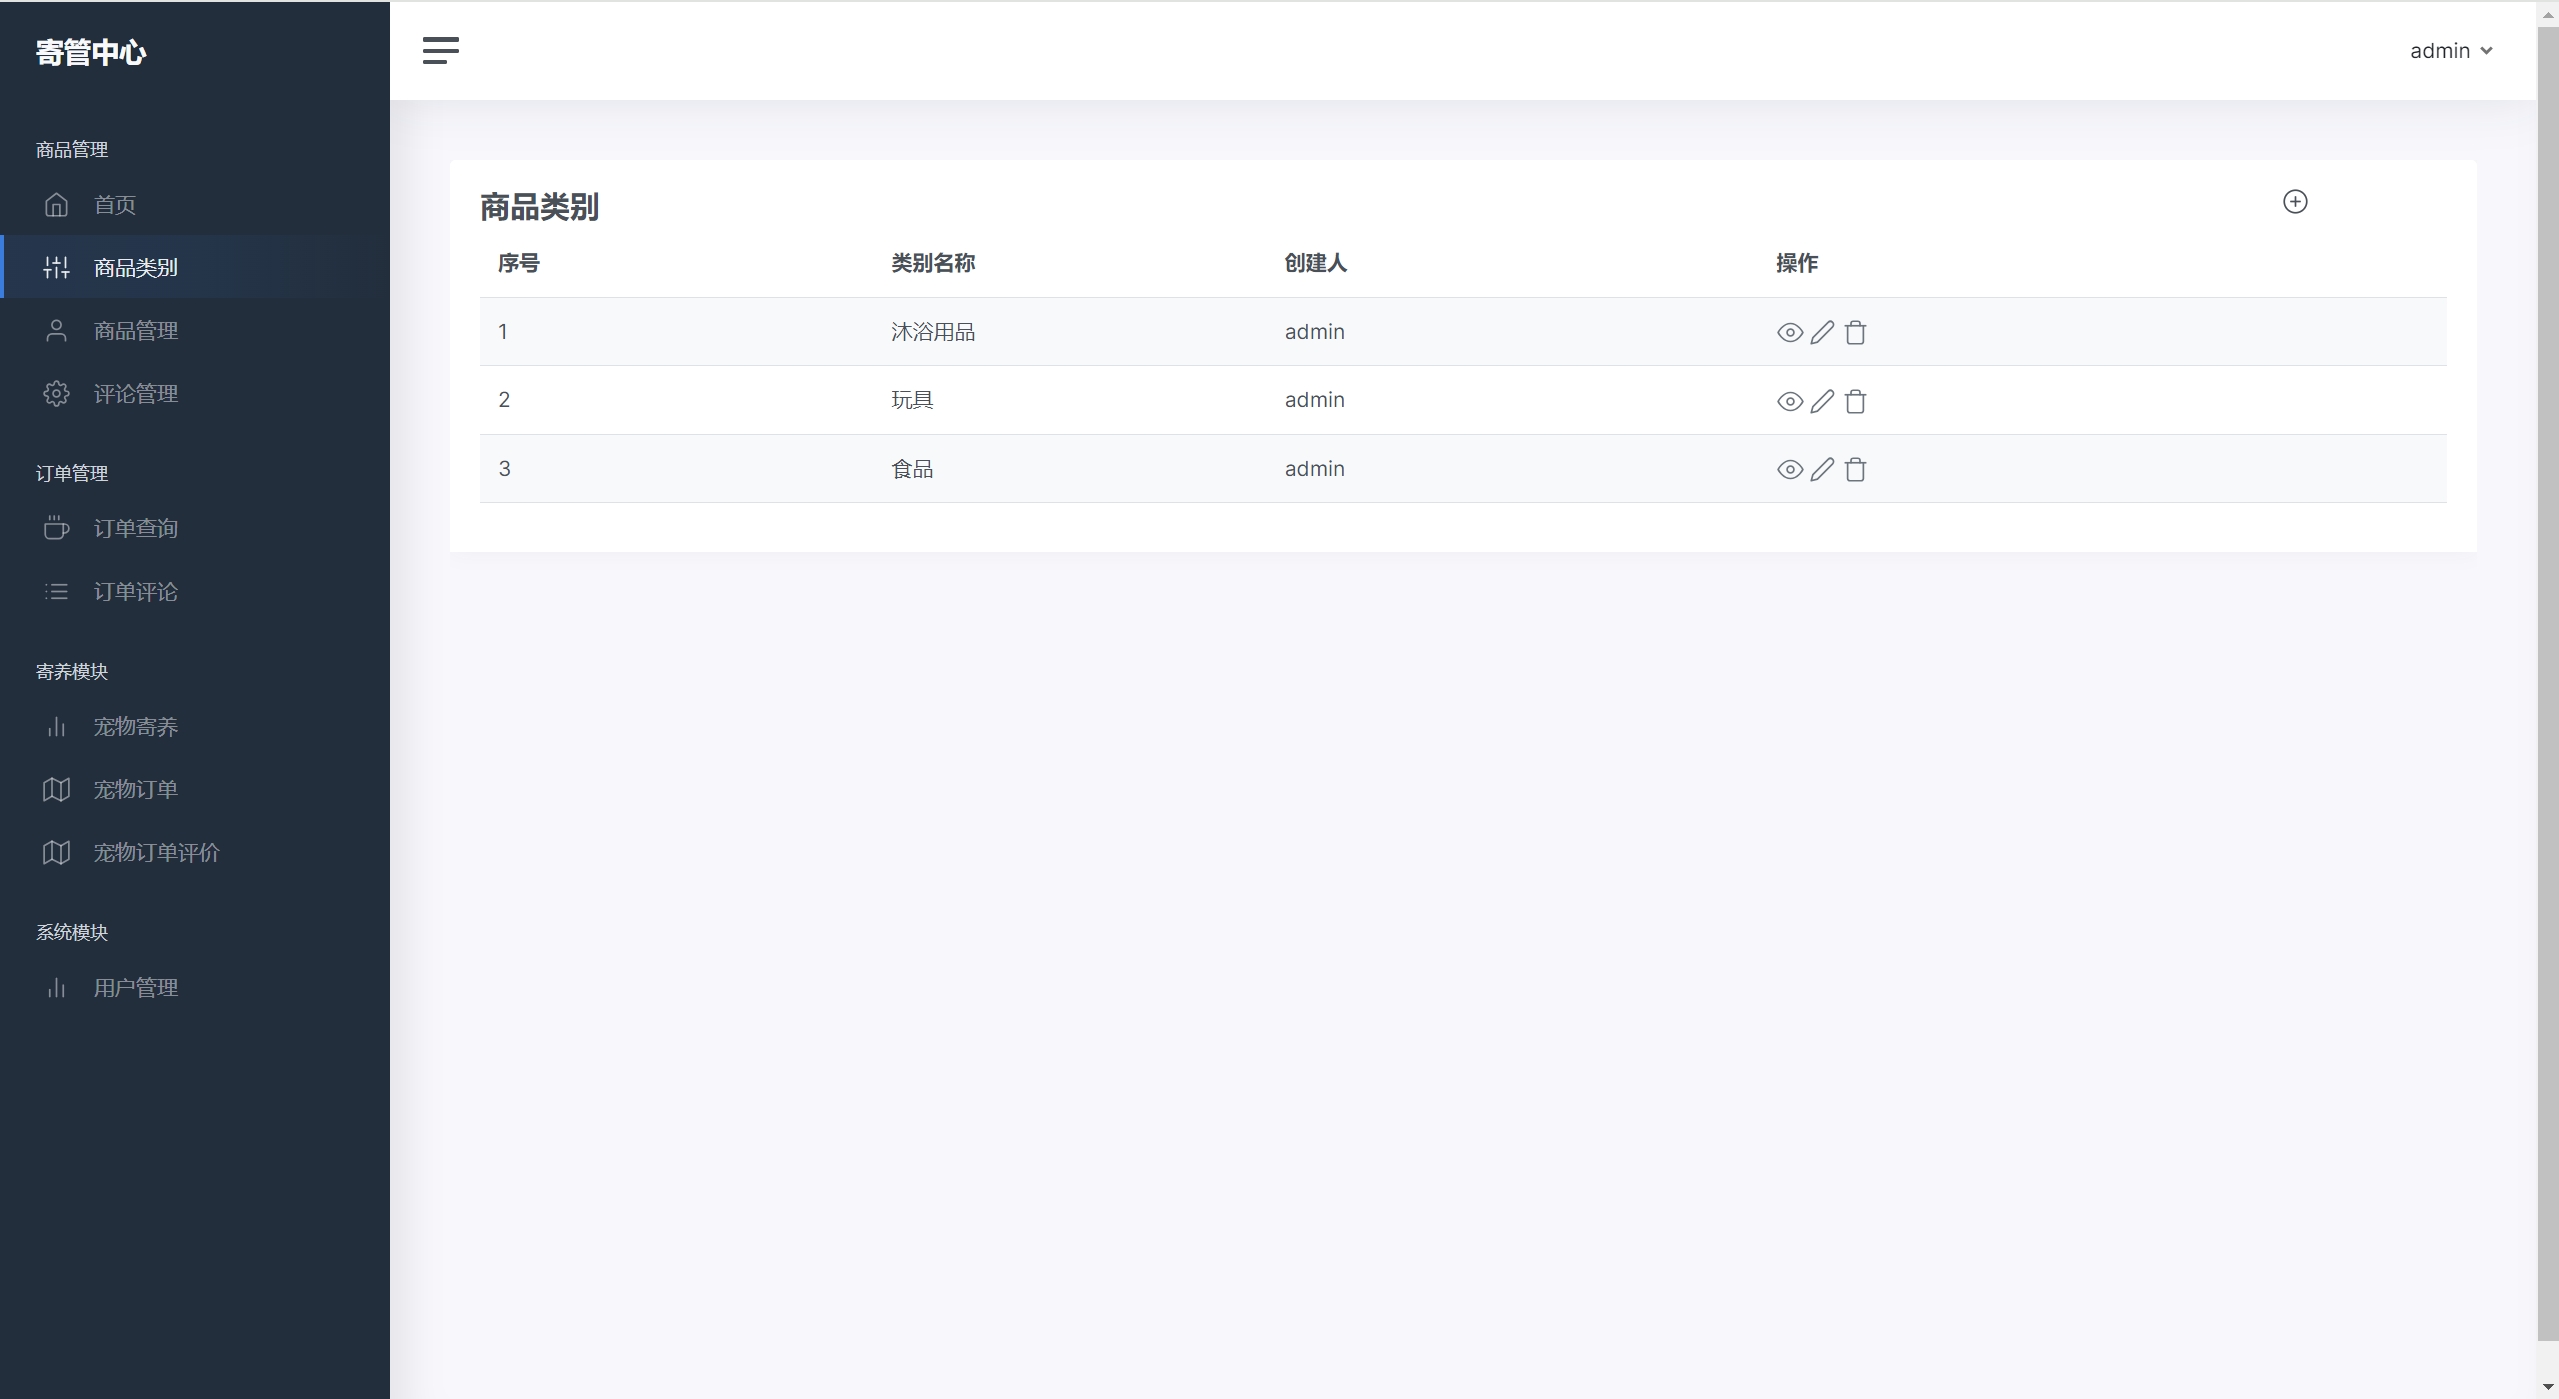 寄管中心
admin
商品管理
首页
商品类别
商品管理
评论管理
订单管理
订单查询
订单评论
寄养模块
宠物寄养
宠物订单
宠物订单评价
系统模块
用户管理
商品类别
序号 类别名称 创建人 操作
1 沐浴用品 admin
2 玩具 admin
3 食品 admin